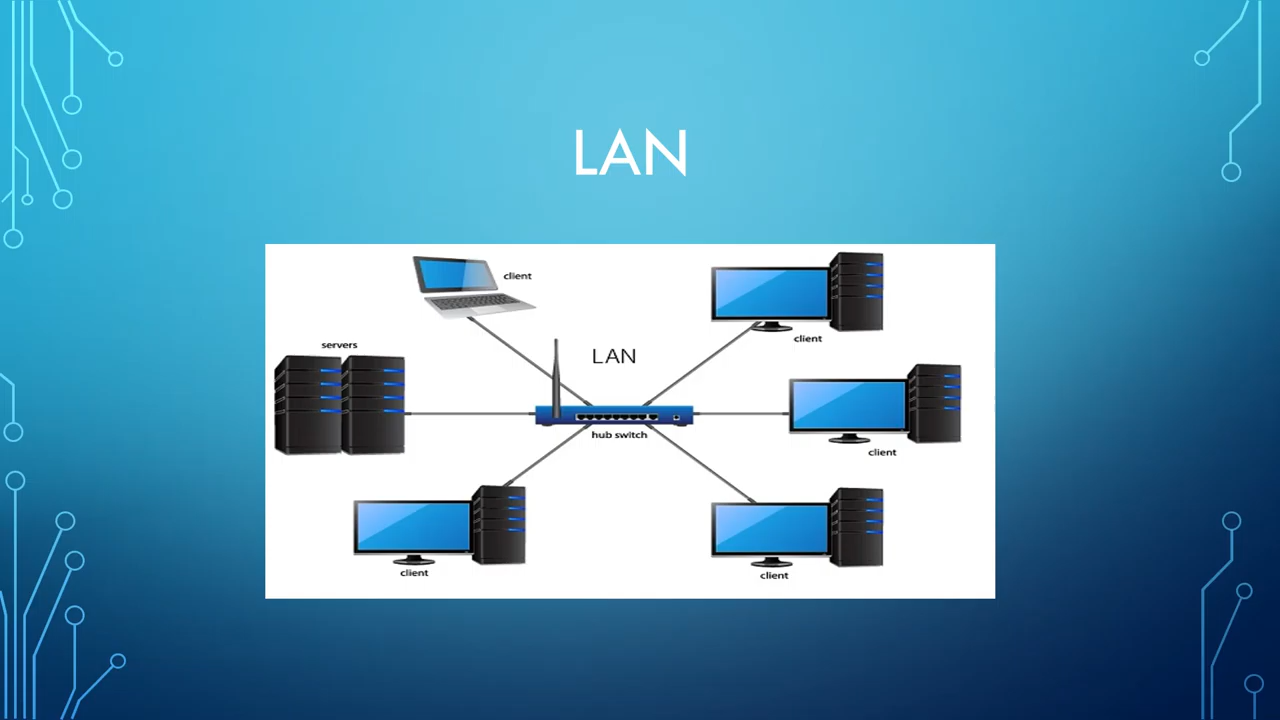 LAN
client
client
servers
LAN
hub switch
client
client
client